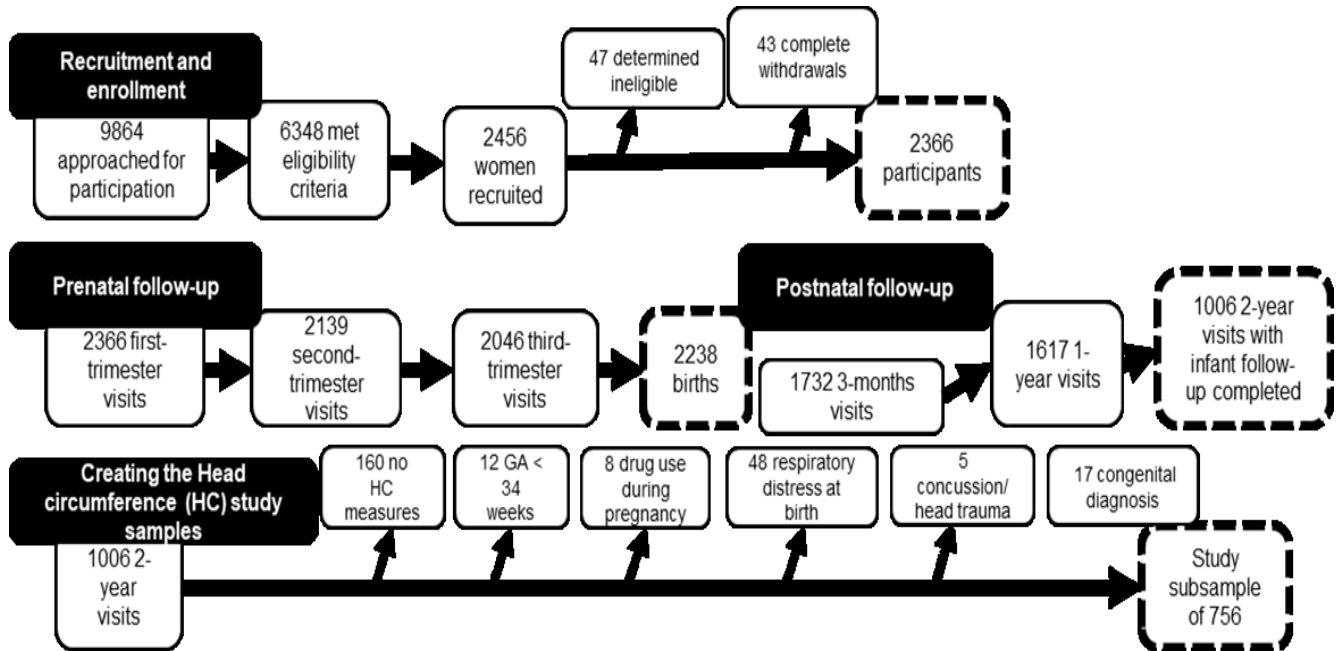 Recruitment and
enrollment
9864
approached for
participation
6348 met
eligibility
criteria
2456
women
recruited
47 determined
ineligible
43 complete
withdrawals
2366
participants
Prenatal follow-up
2366 first-
trimester
visits
2139
second-
trimester
visits
2046 third-
trimester
visits
2238
births
Postnatal follow-up
1732 3-months
visits
1617 1-
year visits
1006 2-year
visits with
infant follow-
up completed
Creating the Head
circumference (HC) study
samples
1006 2-
year
visits
160 no
HC
measures
12 GA <
34
weeks
8 drug use
during
pregnancy
48 respiratory
distress at
birth
5
concussion/
head trauma
17 congenital
diagnosis
Study
subsample
of 756